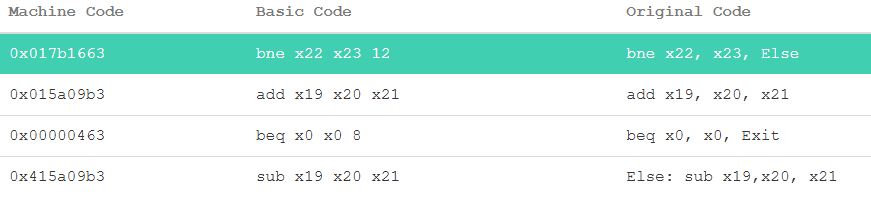 Machine Code Basic Code Original Code
0x017b1663 bne x22 x23 12 bne x22, x23, Else
0x015a09b3 add x19 x20 x21 add x19, x20, x21
0x00000463 beq x0 x0 8 beq x0, x0, Exit
0x415a09b3 sub x19 x20 x21 Else: sub x19,x20, x21